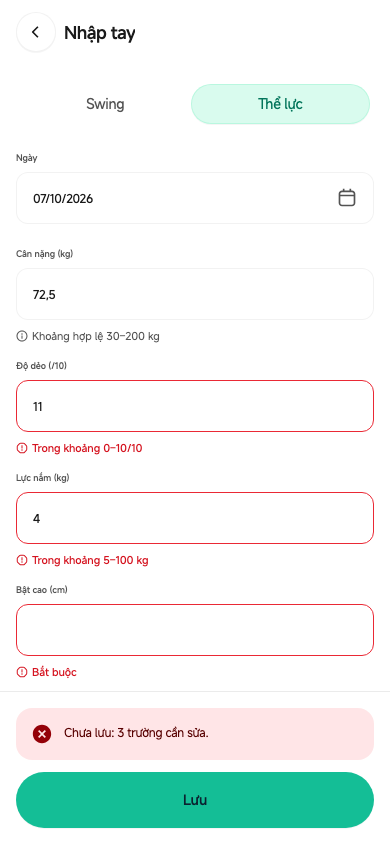 Nhập tay
Swing
Thể lực
Ngày
07/10/2026
Cân nặng (kg)
72,5
Khoảng hợp lệ 30–200 kg
Độ dẻo (/10)
11
Trong khoảng 0–10/10
Lực nắm (kg)
4
Trong khoảng 5–100 kg
Bật cao (cm)
Bắt buộc
Chưa lưu: 3 trường cần sửa.
Lưu